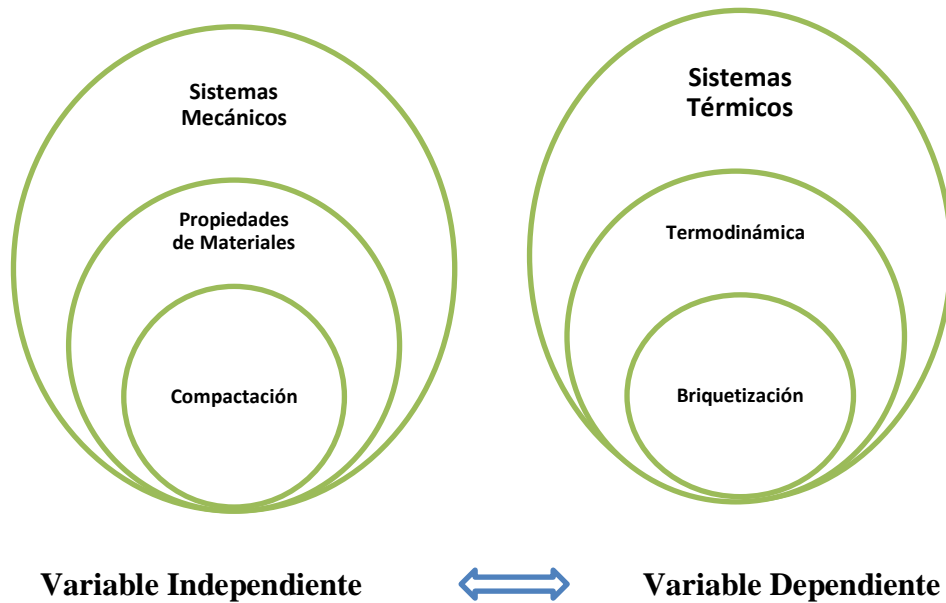 Sistemas
Mecánicos
Propiedades
de Materiales
Compactación
Sistemas
Térmicos
Termodinámica
Briquetización
Variable Independiente
Variable Dependiente